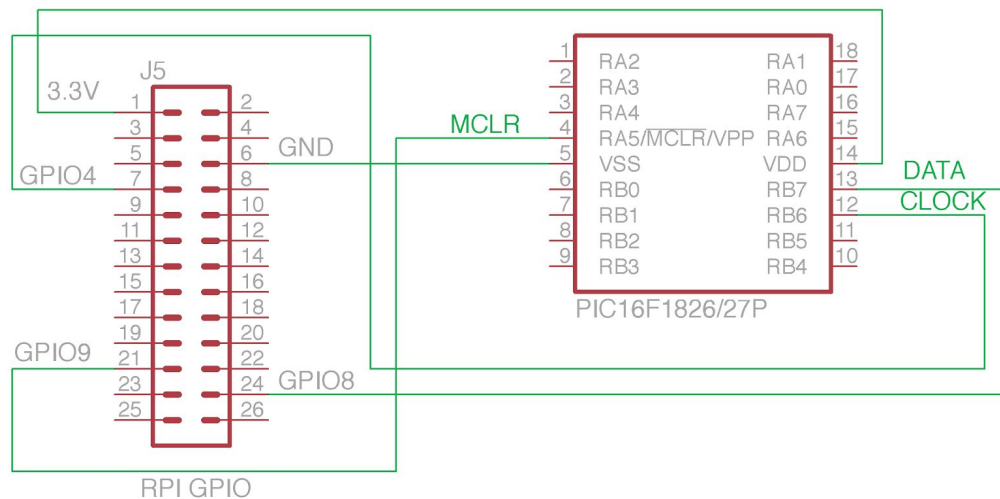 J5
3.3V
1 2
3 4
GND
5 6
GPIO4
7 8
9 10
11 12
13 14
15 16
17 18
19 20
GPIO9
21 22
GPIO8
23 24
25 26
RPI GPIO
MCLR
1 RA2 RA1 18
2 RA3 RA0 17
3 RA4 RA7 16
4 RA5/MCLR/VPP RA6 15
5 VSS VDD 14
6 RB0 RB7 13
7 RB1 RB6 12
8 RB2 RB5 11
9 RB3 RB4 10
PIC16F1826/27P
DATA
CLOCK